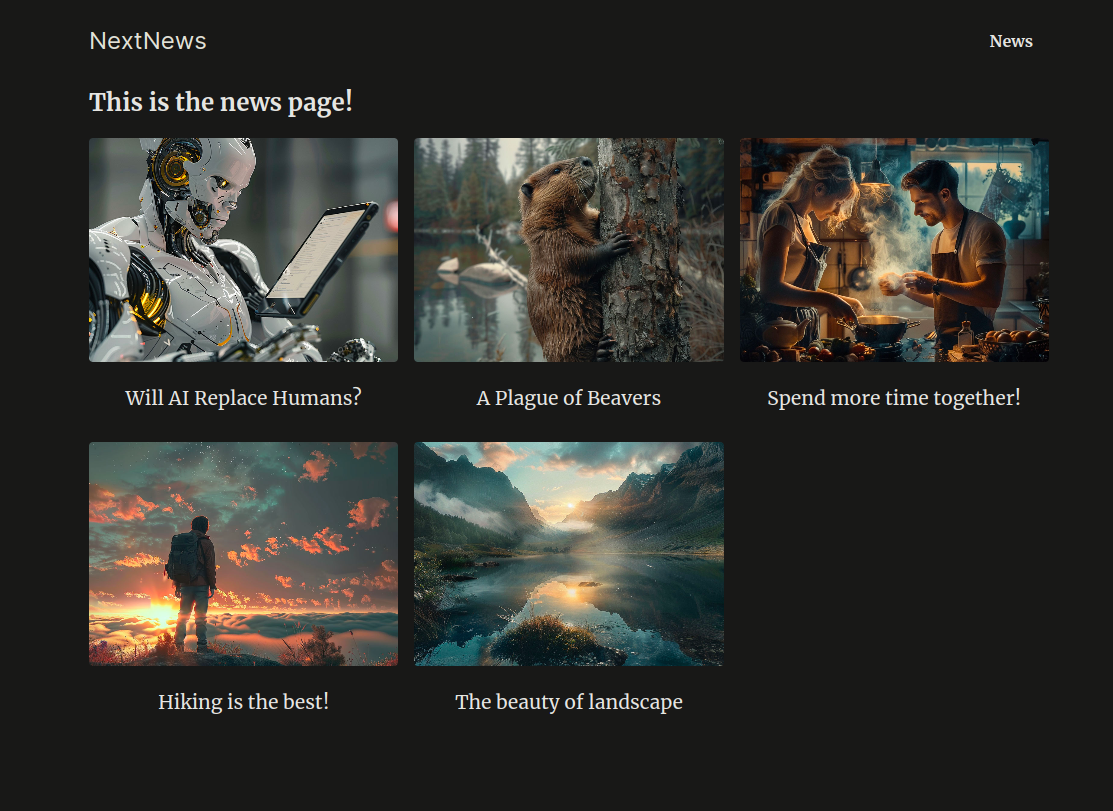 NextNews
News
This is the news page!
Will AI Replace Humans?
A Plague of Beavers
Spend more time together!
Hiking is the best!
The beauty of landscape